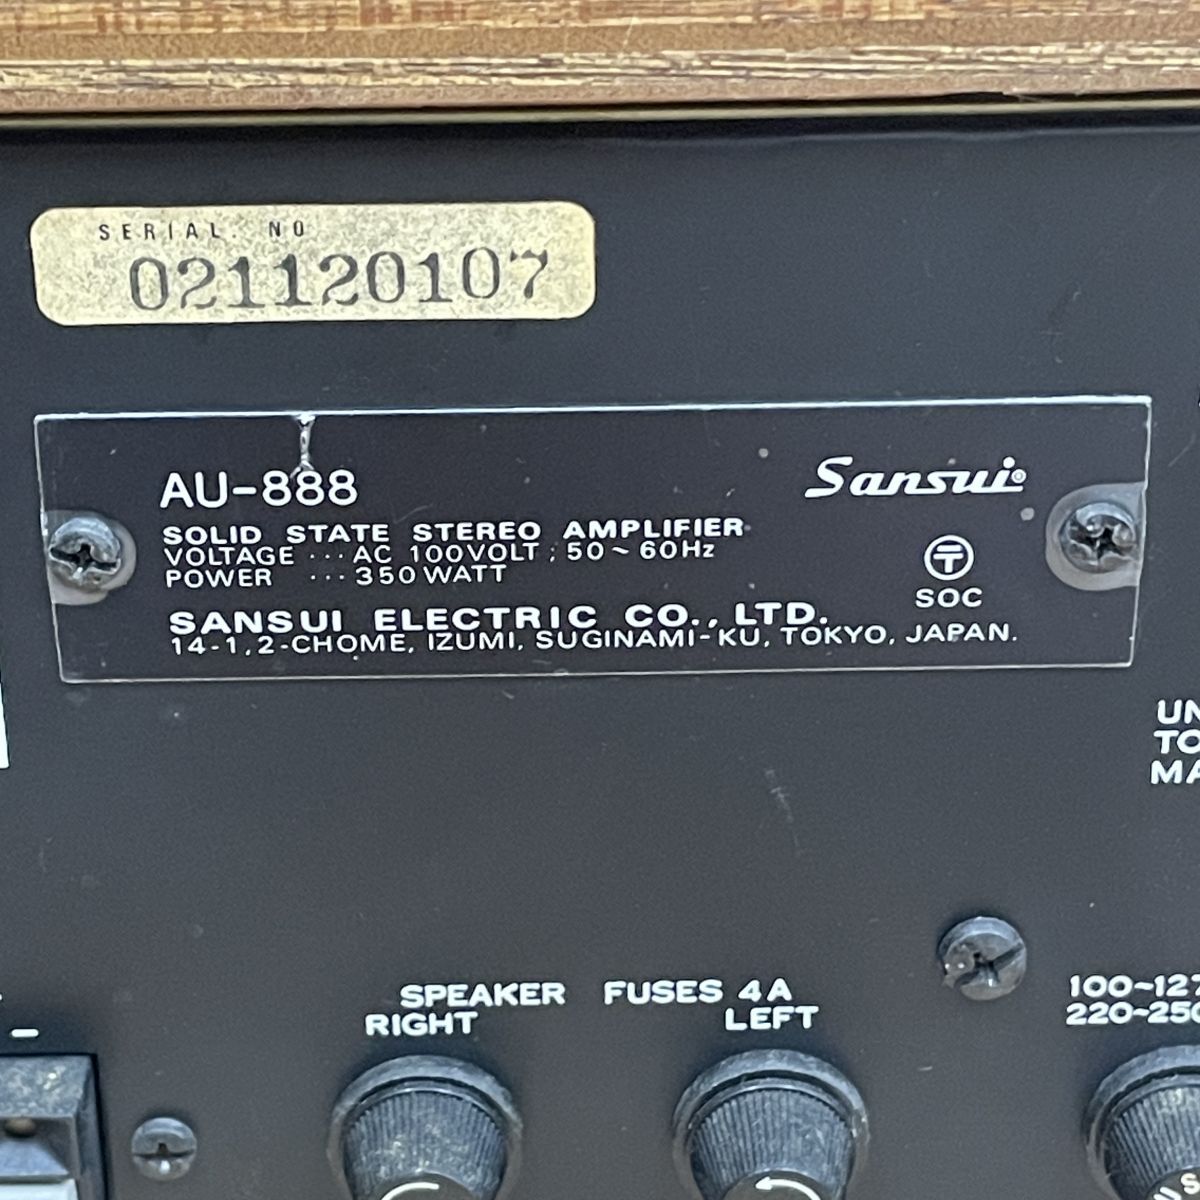 SERIAL. NO
021120107
AU-888
Sansui®
SOLID STATE STEREO AMPLIFIER
VOLTAGE ··· AC 100VOLT ; 50~60Hz
POWER ··· 350WATT
SOC
SANSUI ELECTRIC CO., LTD.
14-1, 2-CHOME, IZUMI, SUGINAMI-KU, TOKYO, JAPAN.
UN
TO
MA
SPEAKER FUSES 4A
RIGHT LEFT
100~127
220~250
-
S